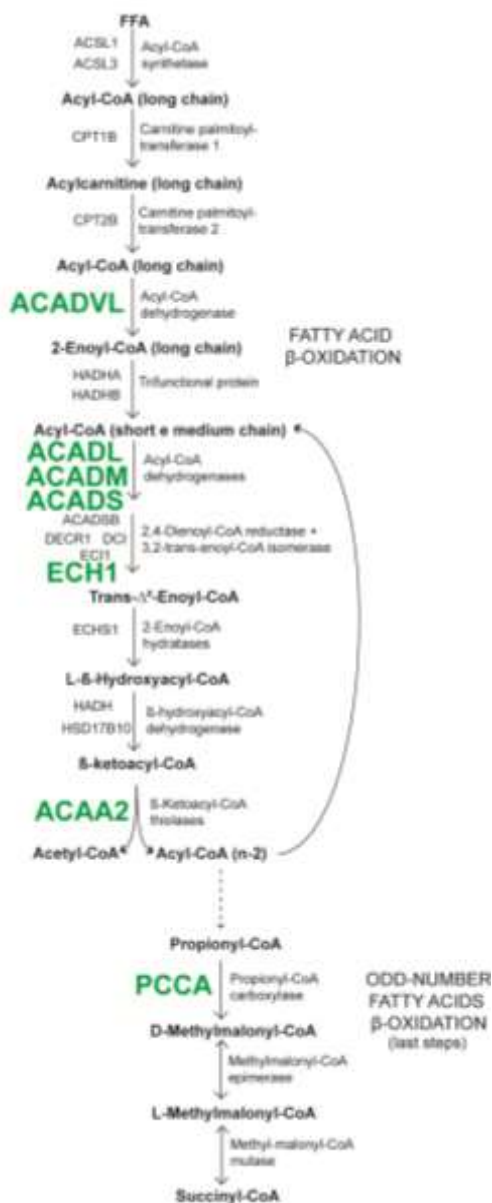 FFA
ACSL1
ACSL3
Acyl-CoA
synthetase
Acyl-CoA (long chain)
CPT1B
Carnitine palmitoyl-
transferase 1
Acylcarnitine (long chain)
CPT2B
Carnitine palmitoyl-
transferase 2
Acyl-CoA (long chain)
ACADVL
Acyl-CoA
dehydrogenase
2-Enoyl-CoA (long chain)
FATTY ACID
β-OXIDATION
HADHA
HADHB
Trifunctional protein
Acyl-CoA (short e medium chain)
ACADL
ACADM
ACADS
Acyl-CoA
dehydrogenases
ACADSB
DECR1 DCI
ECI1
ECH1
2,4-Dienoyl-CoA reductase +
3,2-trans-enoyl-CoA isomerase
Trans-Δ²-Enoyl-CoA
ECHS1
2-Enoyl-CoA
hydratases
L-ß-Hydroxyacyl-CoA
HADH
HSD17B10
ß-hydroxyacyl-CoA
dehydrogenase
ß-ketoacyl-CoA
ACAA2
ß-Ketoacyl-CoA
thiolases
Acetyl-CoA
Acyl-CoA (n-2)
Propionyl-CoA
PCCA
Propionyl-CoA
carboxylase
ODD-NUMBER
FATTY ACIDS
β-OXIDATION
(last steps)
D-Methylmalonyl-CoA
Methylmalonyl-CoA
epimerase
L-Methylmalonyl-CoA
Methyl-malonyl-CoA
mutase
Succinyl-CoA